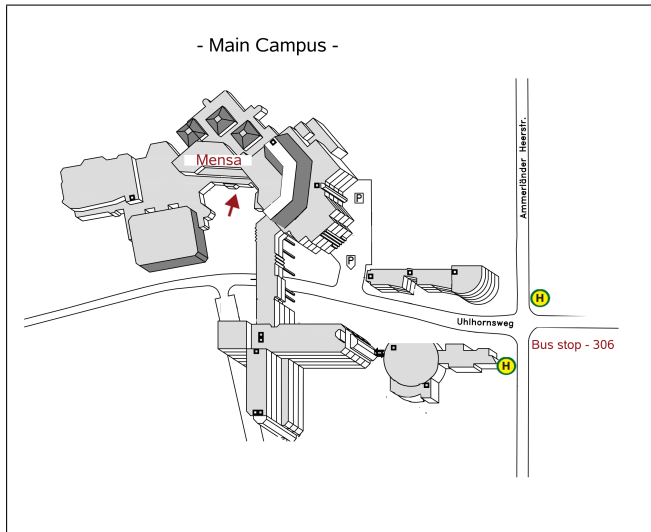 - Main Campus -
Mensa
Ammerländer Heerstr.
P
P
H
Uhlhornsweg
Bus stop - 306
H